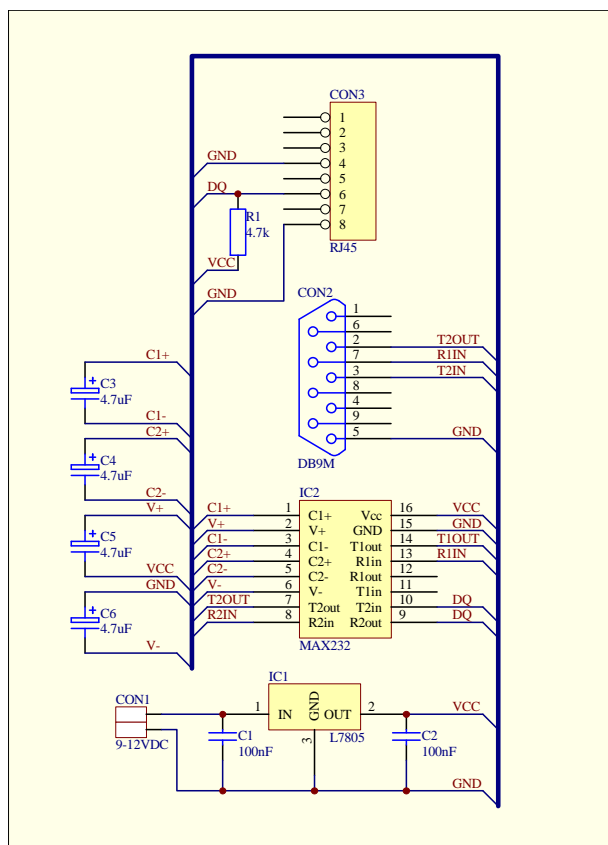 CON3
1
2
3
GND 4
5
DQ 6
7
8
R1
4.7k
RJ45
VCC
GND
CON2
1
6
2 T2OUT
7 R1IN
3 T2IN
8
4
9
5 GND
DB9M
C1+
C3
4.7uF
C1-
C2+
C4
4.7uF
C2-
V+
C5
4.7uF
VCC
GND
C6
4.7uF
V-
IC2
C1+ 1 C1+ Vcc 16 VCC
V+ 2 V+ GND 15 GND
C1- 3 C1- T1out 14 T1OUT
C2+ 4 C2+ R1in 13 R1IN
C2- 5 C2- R1out 12
V- 6 V- T1in 11
T2OUT 7 T2out T2in 10 DQ
R2IN 8 R2in R2out 9 DQ
MAX232
CON1
9-12VDC
IC1
1 IN GND OUT 2 VCC
3
L7805
C1
100nF
C2
100nF
GND